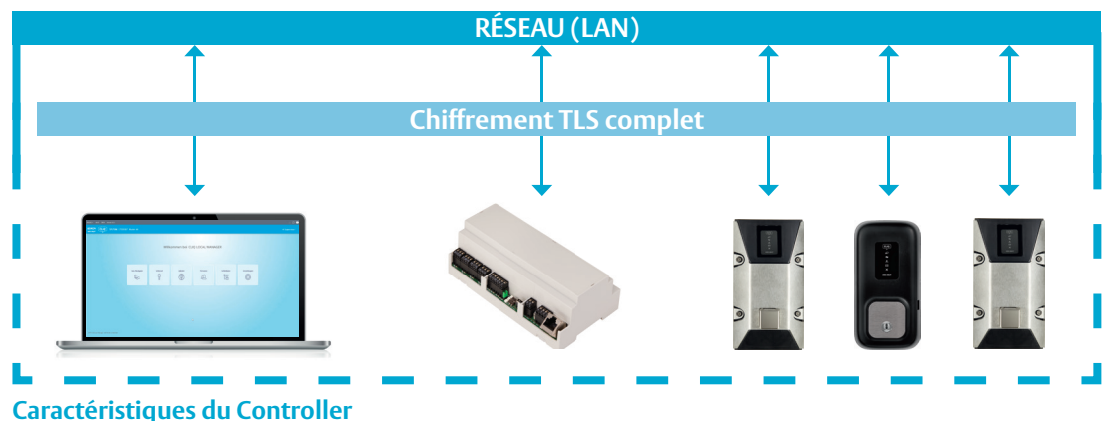 RÉSEAU (LAN)
Chiffrement TLS complet
Caractéristiques du Controller